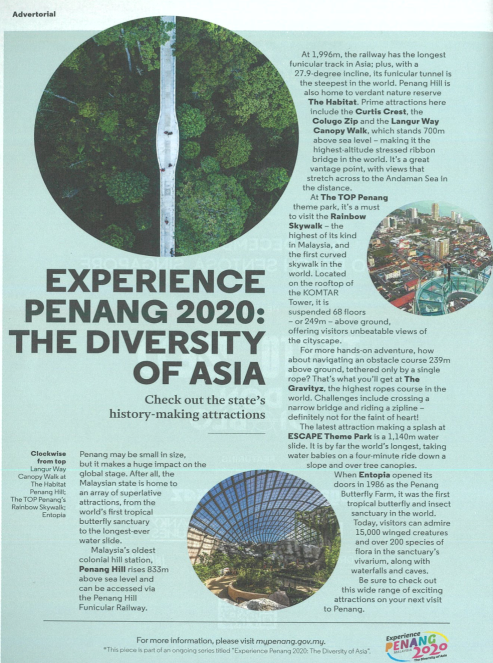 Advertorial
EXPERIENCE
PENANG 2020:
THE DIVERSITY
OF ASIA
Check out the state's
history-making attractions
Clockwise
from top
Langur Way
Canopy Walk at
The Habitat
Penang Hill;
The TOP Penang's
Rainbow Skywalk;
Entopia
Penang may be small in size,
but it makes a huge impact on the
global stage. After all, the
Malaysian state is home to
an array of superlative
attractions, from the
world's first tropical
butterfly sanctuary
to the longest-ever
water slide.
Malaysia's oldest
colonial hill station,
Penang Hill rises 833m
above sea level and
can be accessed via
the Penang Hill
Funicular Railway.
At 1,996m, the railway has the longest
funicular track in Asia; plus, with a
27.9-degree incline, its funicular tunnel is
the steepest in the world. Penang Hill is
also home to verdant nature reserve
The Habitat. Prime attractions here
include the Curtis Crest, the
Colugo Zip and the Langur Way
Canopy Walk, which stands 700m
above sea level – making it the
highest-altitude stressed ribbon
bridge in the world. It's a great
vantage point, with views that
stretch across to the Andaman Sea in
the distance.
At The TOP Penang
theme park, it's a must
to visit the Rainbow
Skywalk – the
highest of its kind
in Malaysia, and
the first curved
skywalk in the
world. Located
on the rooftop of
the KOMTAR
Tower, it is
suspended 68 floors
– or 249m – above ground,
offering visitors unbeatable views of
the cityscape.
For more hands-on adventure, how
about navigating an obstacle course 239m
above ground, tethered only by a single
rope? That's what you'll get at The
Gravityz, the highest ropes course in the
world. Challenges include crossing a
narrow bridge and riding a zipline –
definitely not for the faint of heart!
The latest attraction making a splash at
ESCAPE Theme Park is a 1,140m water
slide. It is by far the world's longest, taking
water babies on a four-minute ride down a
slope and over tree canopies.
When Entopia opened its
doors in 1986 as the Penang
Butterfly Farm, it was the first
tropical butterfly and insect
sanctuary in the world.
Today, visitors can admire
15,000 winged creatures
and over 200 species of
flora in the sanctuary's
vivarium, along with
waterfalls and caves.
Be sure to check out
this wide range of exciting
attractions on your next visit
to Penang.
For more information, please visit mypenang.gov.my.
*This piece is part of an ongoing series titled "Experience Penang 2020: The Diversity of Asia".
Experience
PENANG
2020
The Diversity of Asia